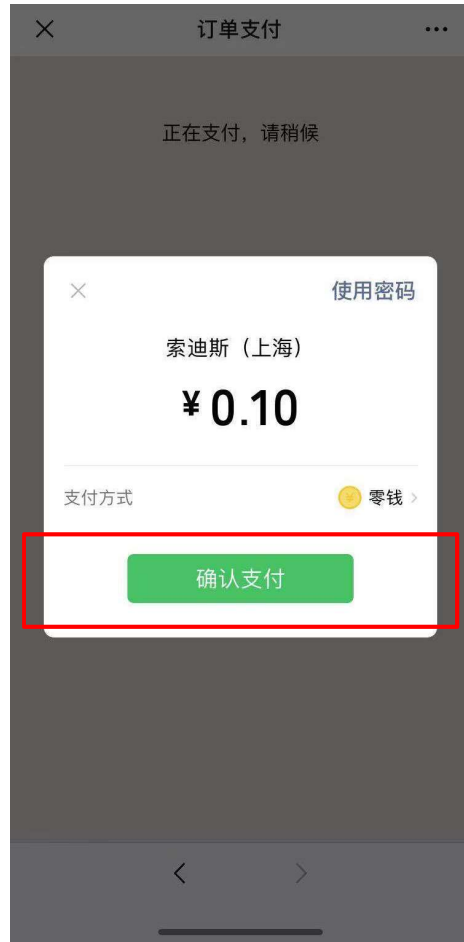 订单支付
正在支付，请稍候
使用密码
索迪斯（上海）
¥0.10
支付方式 零钱
确认支付